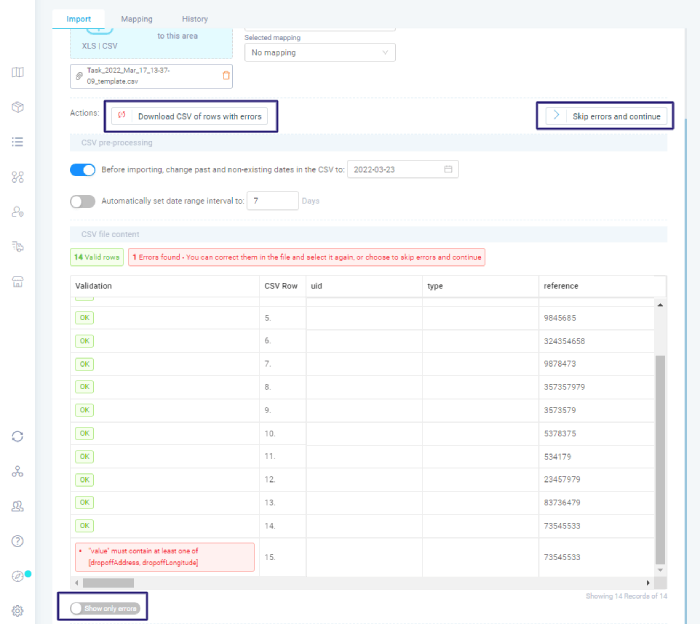 Import Mapping History
to this area
XLS | CSV
Selected mapping
No mapping
Task_2022_Mar_17_13-37-
09_template.csv
Actions: Download CSV of rows with errors Skip errors and continue
CSV pre-processing
Before importing, change past and non-existing dates in the CSV to: 2022-03-23
Automatically set date range interval to: 7 Days
CSV file content
14 Valid rows 1 Errors found - You can correct them in the file and select it again, or choose to skip errors and continue
Validation CSV Row uid type reference
OK 5. 9845685
OK 6. 324354658
OK 7. 9878473
OK 8. 357357979
OK 9. 3573579
OK 10. 5378375
OK 11. 534179
OK 12. 23457979
OK 13. 83736479
OK 14. 73545533
"value" must contain at least one of
[dropoffAddress, dropoffLongitude]
15. 73545533
Showing 14 Records of 14
Show only errors